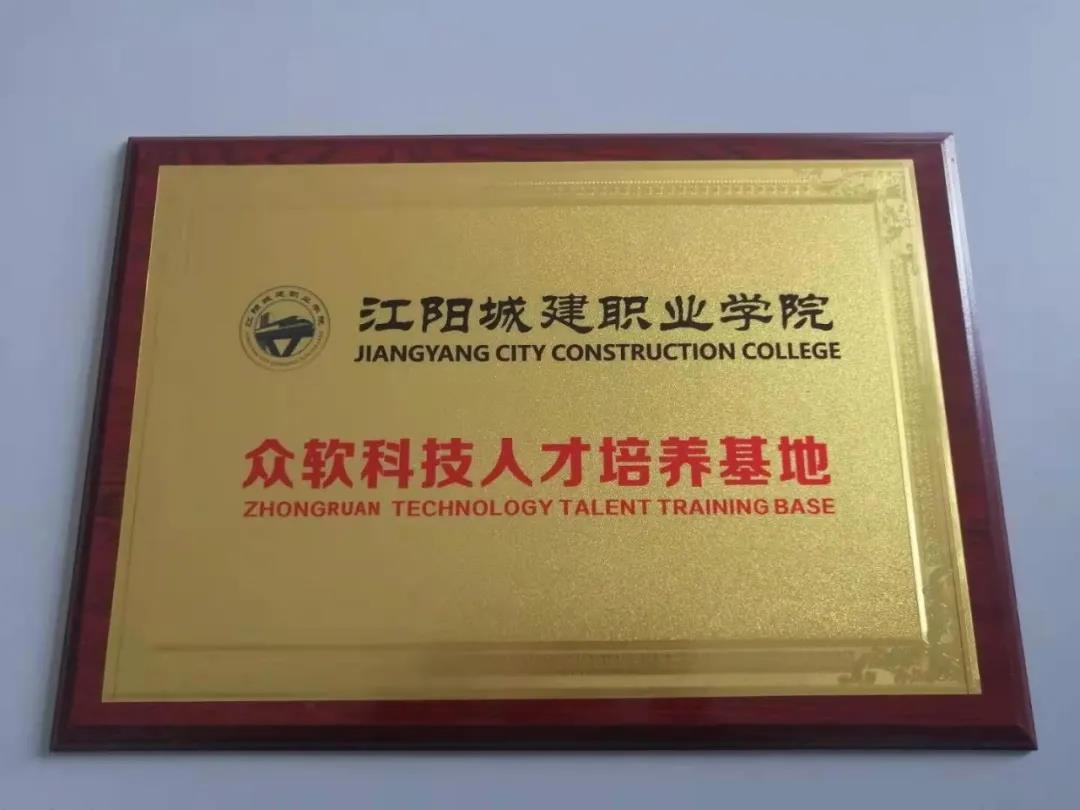 江阳城建职业学院
JIANGYANG CITY CONSTRUCTION COLLEGE
众软科技人才培养基地
ZHONGRUAN TECHNOLOGY TALENT TRAINING BASE